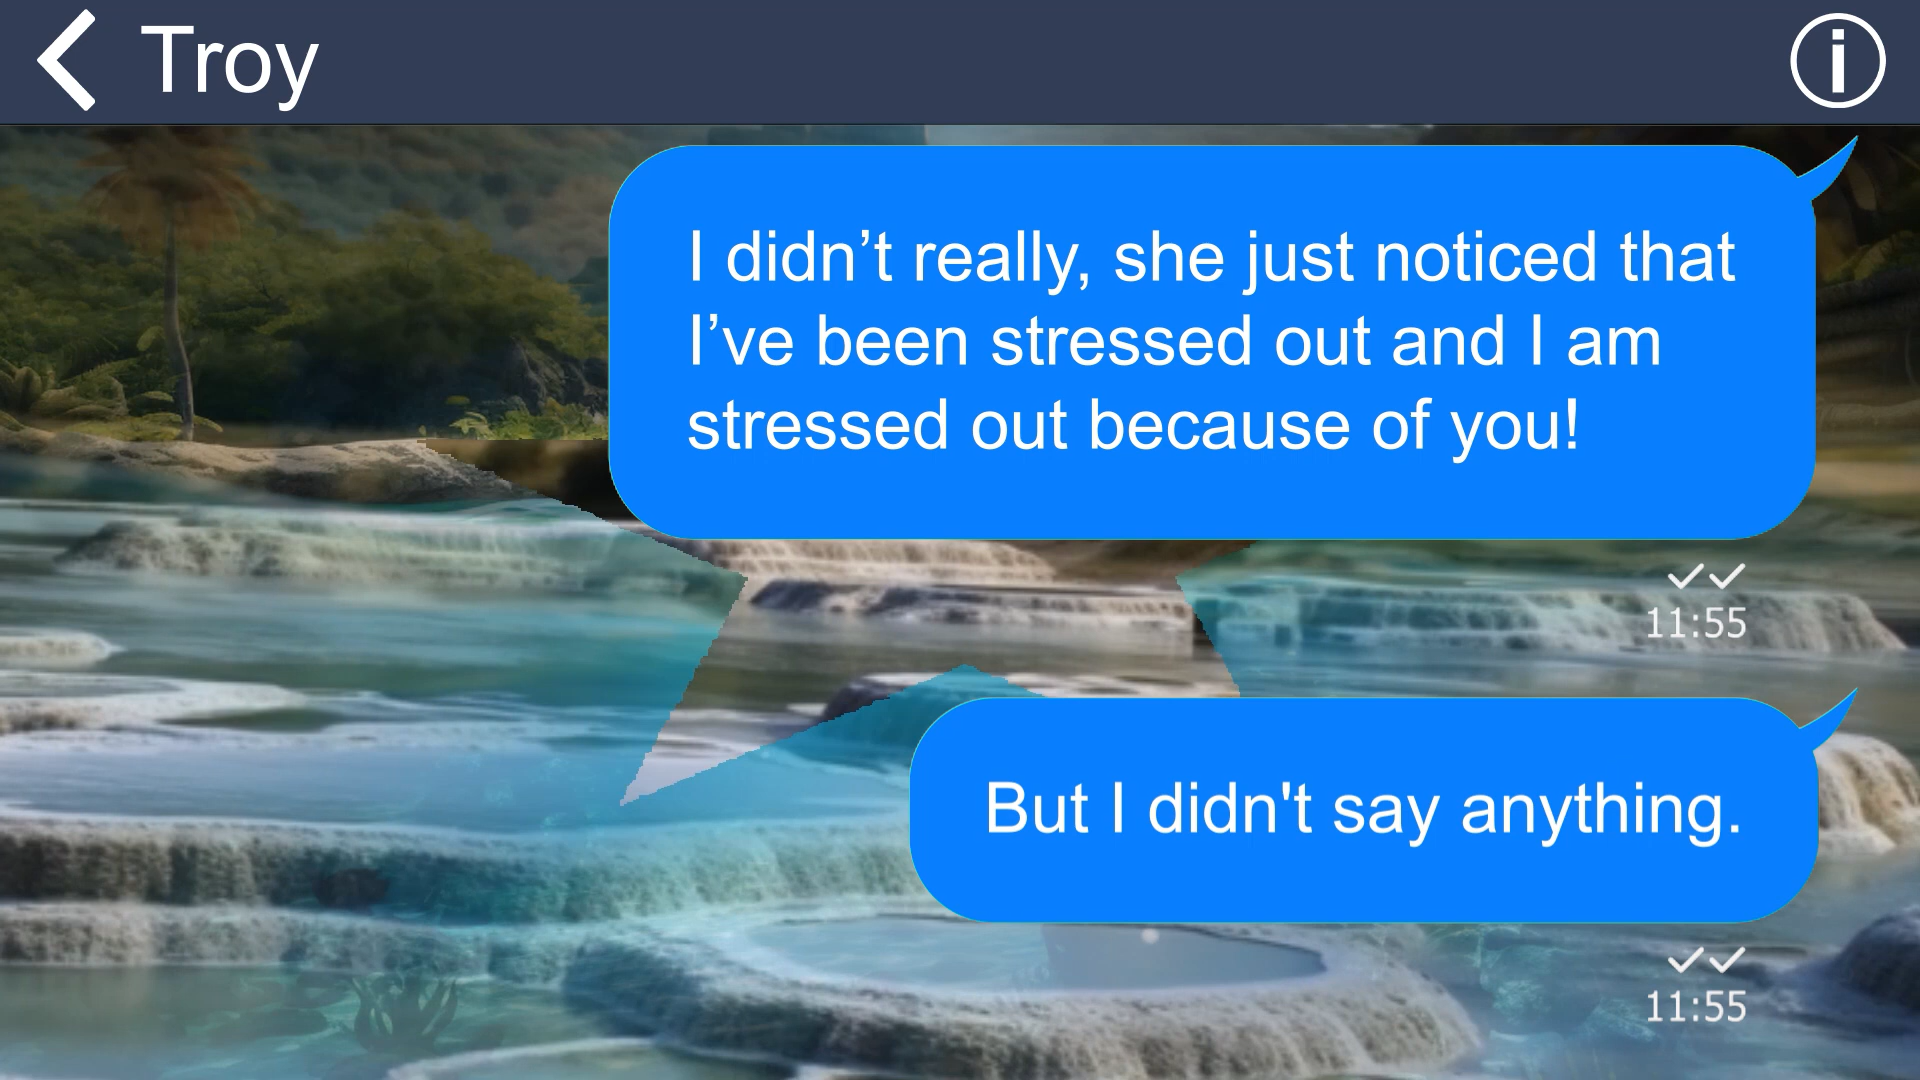 Troy
I didn’t really, she just noticed that
I’ve been stressed out and I am
stressed out because of you!
11:55
But I didn't say anything.
11:55